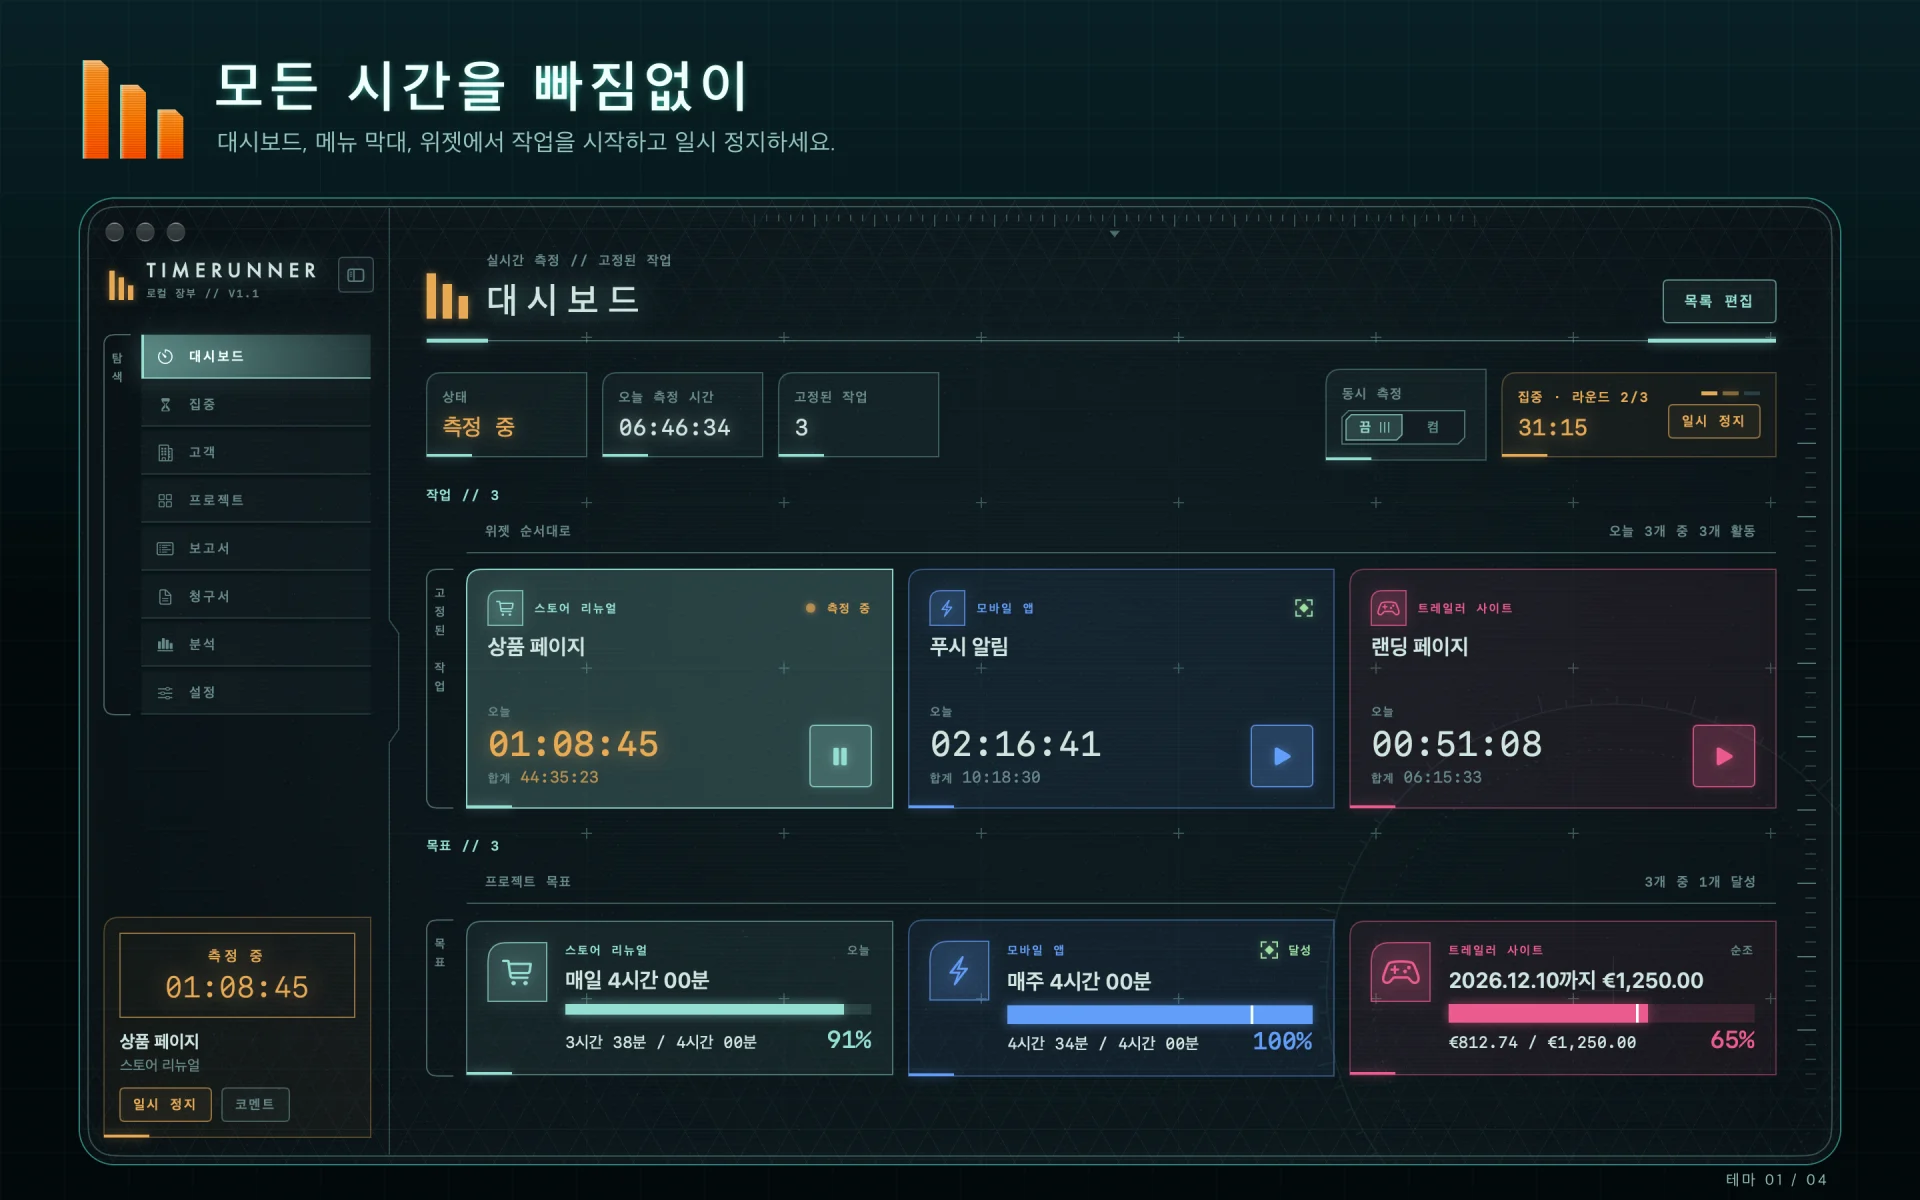 모든 시간을 빠짐없이
대시보드, 메뉴 막대, 위젯에서 작업을 시작하고 일시 정지하세요.
TIMERUNNER
로컬 장부 // V1.1
탐색
대시보드
집중
고객
프로젝트
보고서
청구서
분석
설정
측정 중
01:08:45
상품 페이지
스토어 리뉴얼
일시 정지
코멘트
실시간 측정 // 고정된 작업
대시보드
목록 편집
상태
측정 중
오늘 측정 시간
06:46:34
고정된 작업
3
동시 측정
끔
켬
집중 · 라운드 2/3
31:15
일시 정지
작업 // 3
위젯 순서대로
오늘 3개 중 3개 활동
고정된 작업
스토어 리뉴얼
측정 중
상품 페이지
오늘
01:08:45
합계 44:35:23
모바일 앱
푸시 알림
오늘
02:16:41
합계 10:18:30
트레일러 사이트
랜딩 페이지
오늘
00:51:08
합계 06:15:33
목표 // 3
프로젝트 목표
3개 중 1개 달성
목표
스토어 리뉴얼
오늘
매일 4시간 00분
3시간 38분 / 4시간 00분
91%
모바일 앱
달성
매주 4시간 00분
4시간 34분 / 4시간 00분
100%
트레일러 사이트
순조
2026.12.10까지 €1,250.00
€812.74 / €1,250.00
65%
테마 01 / 04